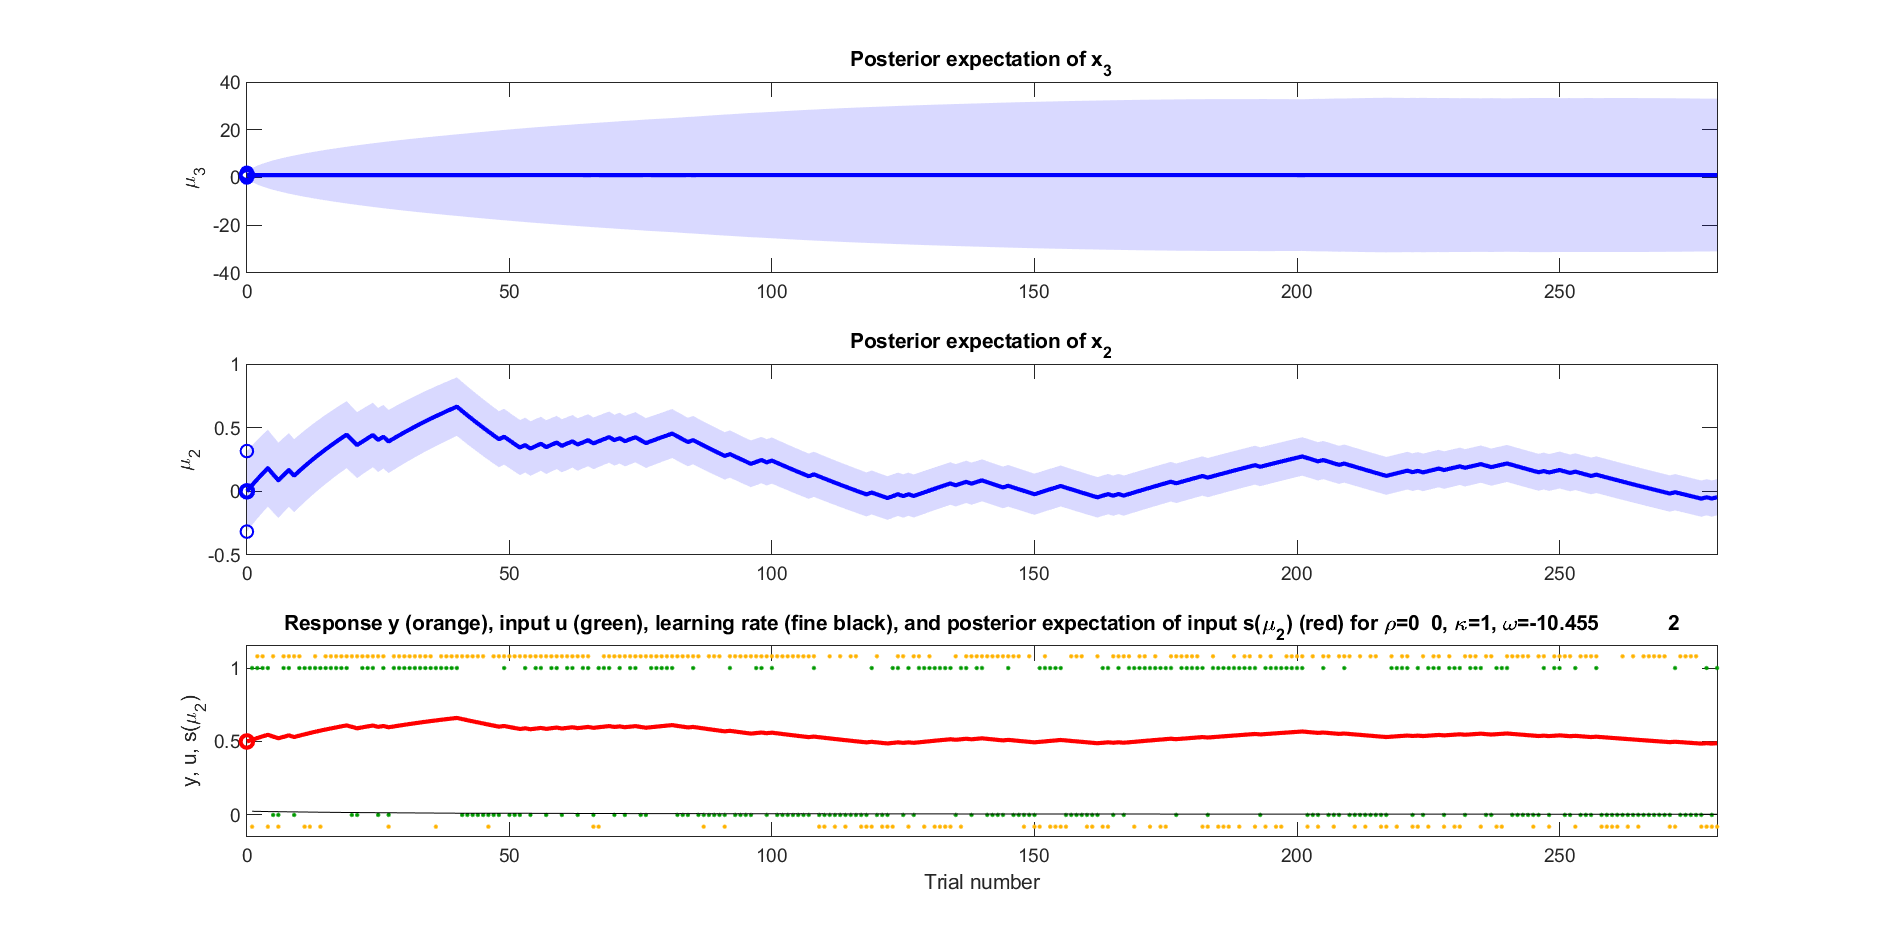 Posterior expectation of x3
40
20
0
-20
-40
μ3
0 50 100 150 200 250
Posterior expectation of x2
1
0.5
0
-0.5
μ2
0 50 100 150 200 250
Response y (orange), input u (green), learning rate (fine black), and posterior expectation of input s(μ2) (red) for ρ=0 0, κ=1, ω=-10.455 2
1
0.5
0
y, u, s(μ2)
0 50 100 150 200 250
Trial number